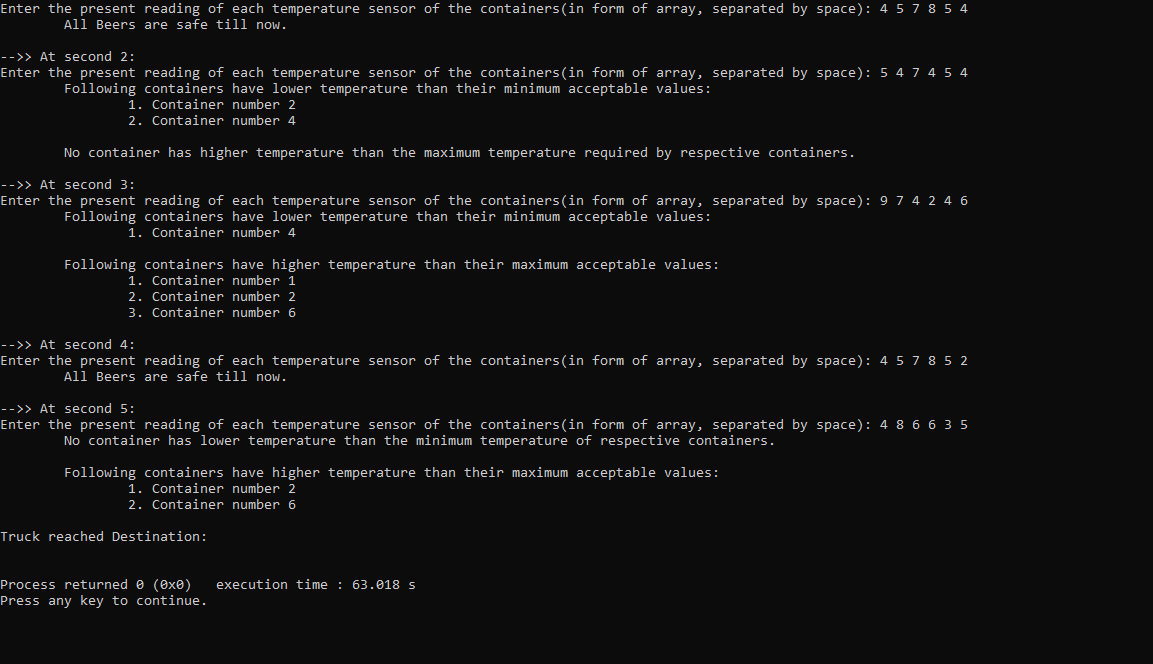 Enter the present reading of each temperature sensor of the containers(in form of array, separated by space): 4 5 7 8 5 4
All Beers are safe till now.
-->> At second 2:
Enter the present reading of each temperature sensor of the containers(in form of array, separated by space): 5 4 7 4 5 4
Following containers have lower temperature than their minimum acceptable values:
1. Container number 2
2. Container number 4
No container has higher temperature than the maximum temperature required by respective containers.
-->> At second 3:
Enter the present reading of each temperature sensor of the containers(in form of array, separated by space): 9 7 4 2 4 6
Following containers have lower temperature than their minimum acceptable values:
1. Container number 4
Following containers have higher temperature than their maximum acceptable values:
1. Container number 1
2. Container number 2
3. Container number 6
-->> At second 4:
Enter the present reading of each temperature sensor of the containers(in form of array, separated by space): 4 5 7 8 5 2
All Beers are safe till now.
-->> At second 5:
Enter the present reading of each temperature sensor of the containers(in form of array, separated by space): 4 8 6 6 3 5
No container has lower temperature than the minimum temperature of respective containers.
Following containers have higher temperature than their maximum acceptable values:
1. Container number 2
2. Container number 6
Truck reached Destination:
Process returned 0 (0x0)   execution time : 63.018 s
Press any key to continue.